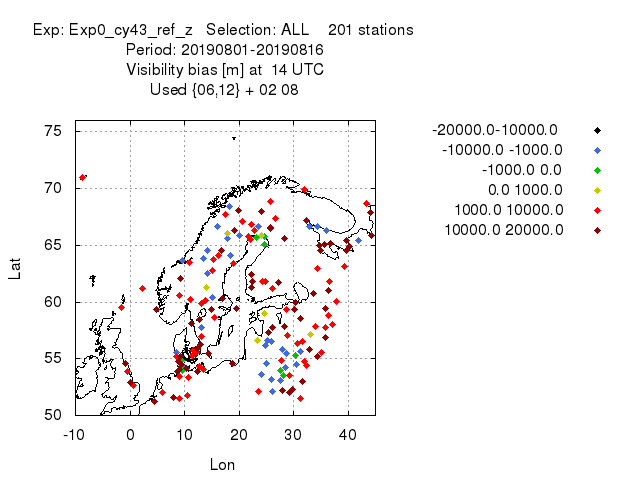 Exp: Exp0_cy43_ref_z Selection: ALL 201 stations
Period: 20190801-20190816
Visibility bias [m] at 14 UTC
Used {06,12} + 02 08
-20000.0-10000.0
-10000.0 -1000.0
-1000.0 0.0
0.0 1000.0
1000.0 10000.0
10000.0 20000.0
75
70
65
60
55
50
Lat
-10 0 10 20 30 40
Lon